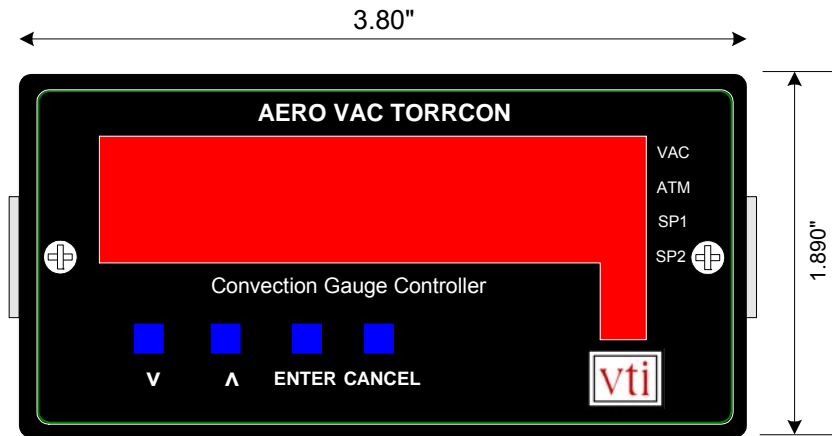 3.80"
AERO VAC TORRCON
VAC
ATM
SP1
SP2
1.890"
Convection Gauge Controller
V Λ ENTER CANCEL
vti